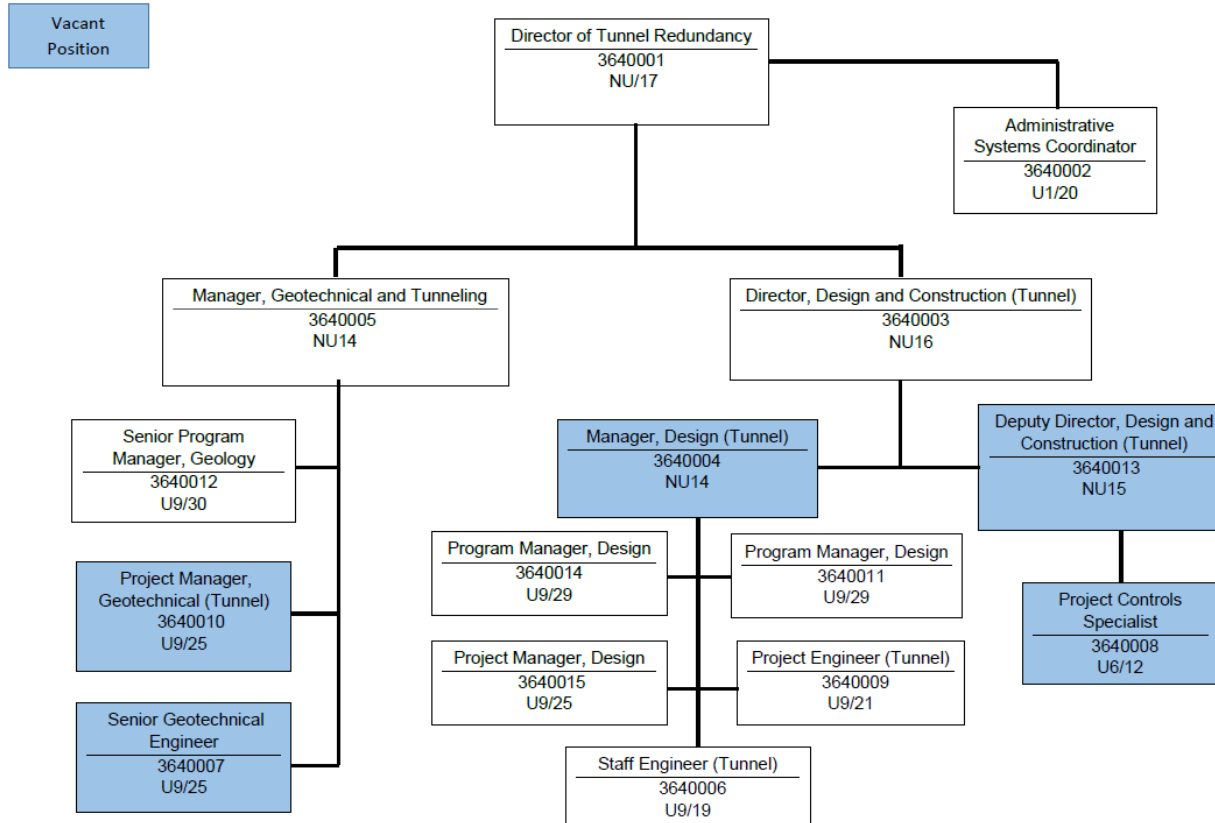 Vacant
Position
Director of Tunnel Redundancy
3640001
NU/17
Administrative
Systems Coordinator
3640002
U1/20
Manager, Geotechnical and Tunneling
3640005
NU14
Director, Design and Construction (Tunnel)
3640003
NU16
Senior Program
Manager, Geology
3640012
U9/30
Manager, Design (Tunnel)
3640004
NU14
Deputy Director, Design and
Construction (Tunnel)
3640013
NU15
Program Manager, Design
3640014
U9/29
Program Manager, Design
3640011
U9/29
Project Manager,
Geotechnical (Tunnel)
3640010
U9/25
Project Controls
Specialist
3640008
U6/12
Project Manager, Design
3640015
U9/25
Project Engineer (Tunnel)
3640009
U9/21
Senior Geotechnical
Engineer
3640007
U9/25
Staff Engineer (Tunnel)
3640006
U9/19